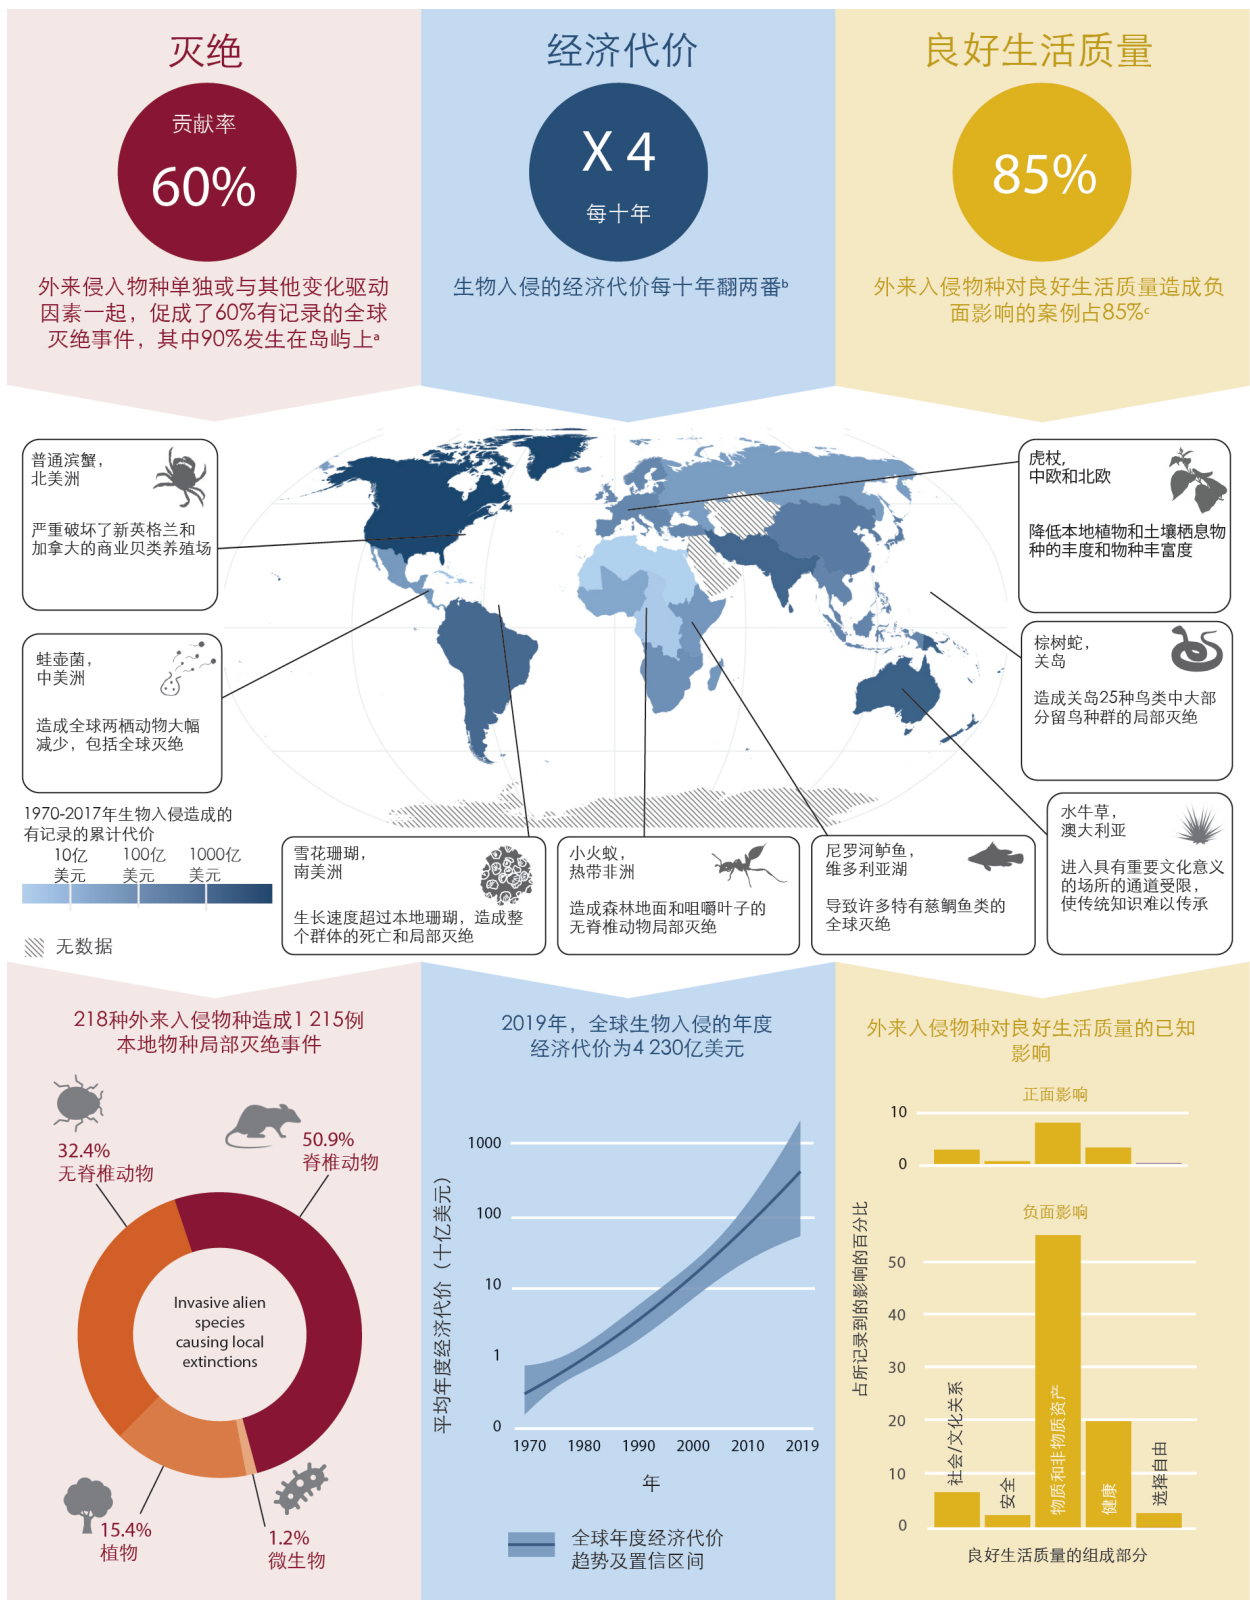 灭绝
贡献率
60%
外来侵入物种单独或与其他变化驱动
因素一起，促成了60%有记录的全球
灭绝事件，其中90%发生在岛屿上ᵃ
经济代价
X 4
每十年
生物入侵的经济代价每十年翻两番ᵇ
良好生活质量
85%
外来入侵物种对良好生活质量造成负
面影响的案例占85%ᶜ
普通滨蟹，
北美洲
严重破坏了新英格兰和
加拿大的商业贝类养殖场
蛙壶菌，
中美洲
造成全球两栖动物大幅
减少，包括全球灭绝
虎杖，
中欧和北欧
降低本地植物和土壤栖息物
种的丰度和物种丰富度
棕树蛇，
关岛
造成关岛25种鸟类中大部
分留鸟种群的局部灭绝
水牛草，
澳大利亚
进入具有重要文化意义
的场所的通道受限，
使传统知识难以传承
1970-2017年生物入侵造成的
有记录的累计代价
10亿
美元
100亿
美元
1000亿
美元
无数据
雪花珊瑚，
南美洲
生长速度超过本地珊瑚，造成整
个群体的死亡和局部灭绝
小火蚁，
热带非洲
造成森林地面和咀嚼叶子的
无脊椎动物局部灭绝
尼罗河鲈鱼，
维多利亚湖
导致许多特有慈鲷鱼类的
全球灭绝
218种外来入侵物种造成1 215例
本地物种局部灭绝事件
32.4%
无脊椎动物
50.9%
脊椎动物
Invasive alien
species
causing local
extinctions
15.4%
植物
1.2%
微生物
2019年，全球生物入侵的年度
经济代价为4 230亿美元
平均年度经济代价（十亿美元）
1000
100
10
1
0
1970
1980
1990
2000
2010
2019
年
全球年度经济代价
趋势及置信区间
外来入侵物种对良好生活质量的已知
影响
正面影响
10
0
占所记录到的影响的百分比
负面影响
50
40
30
20
10
0
社会/文化关系
安全
物质和非物质资产
健康
选择自由
良好生活质量的组成部分